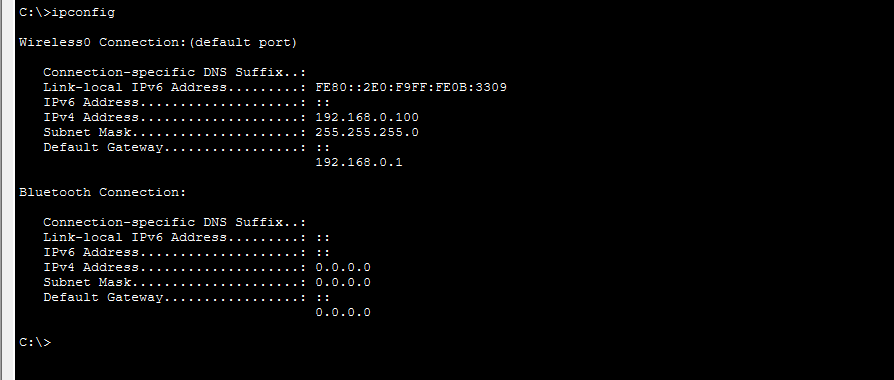 C:\>ipconfig
Wireless0 Connection:(default port)
Connection-specific DNS Suffix..:
Link-local IPv6 Address.........: FE80::2E0:F9FF:FE0B:3309
IPv6 Address....................: ::
IPv4 Address....................: 192.168.0.100
Subnet Mask.....................: 255.255.255.0
Default Gateway.................: ::
192.168.0.1
Bluetooth Connection:
Connection-specific DNS Suffix..:
Link-local IPv6 Address.........: ::
IPv6 Address....................: ::
IPv4 Address....................: 0.0.0.0
Subnet Mask.....................: 0.0.0.0
Default Gateway.................: ::
0.0.0.0
C:\>